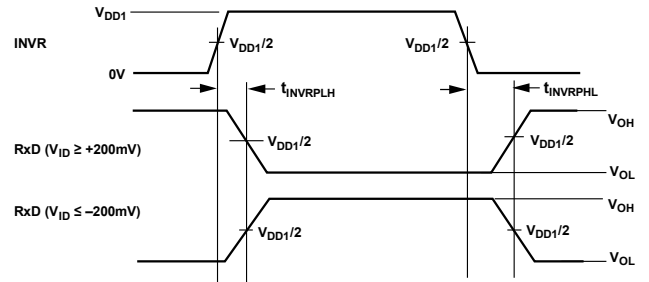 VDD1
INVR
VDD1/2
VDD1/2
0V
tINVRPLH
tINVRPHL
VOH
RxD (VID ≥ +200mV)
VDD1/2
VDD1/2
VOL
RxD (VID ≤ –200mV)
VOH
VDD1/2
VDD1/2
VOL